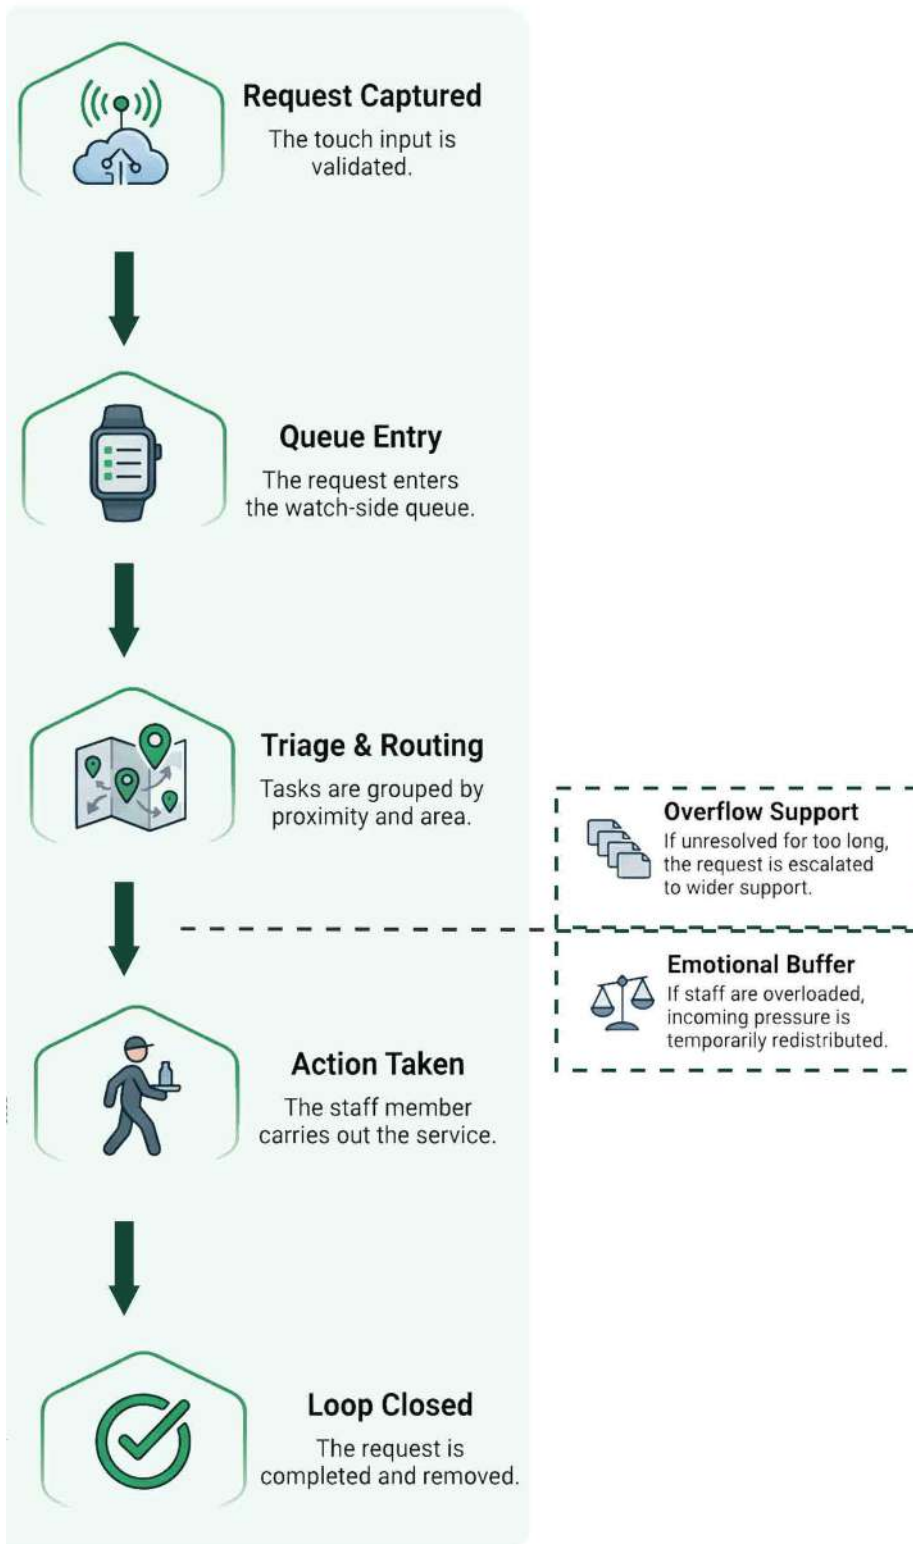 Request Captured
The touch input is
validated.
Queue Entry
The request enters
the watch-side queue.
Triage & Routing
Tasks are grouped by
proximity and area.
Overflow Support
If unresolved for too long,
the request is escalated
to wider support.
Emotional Buffer
If staff are overloaded,
incoming pressure is
temporarily redistributed.
Action Taken
The staff member
carries out the service.
Loop Closed
The request is
completed and removed.